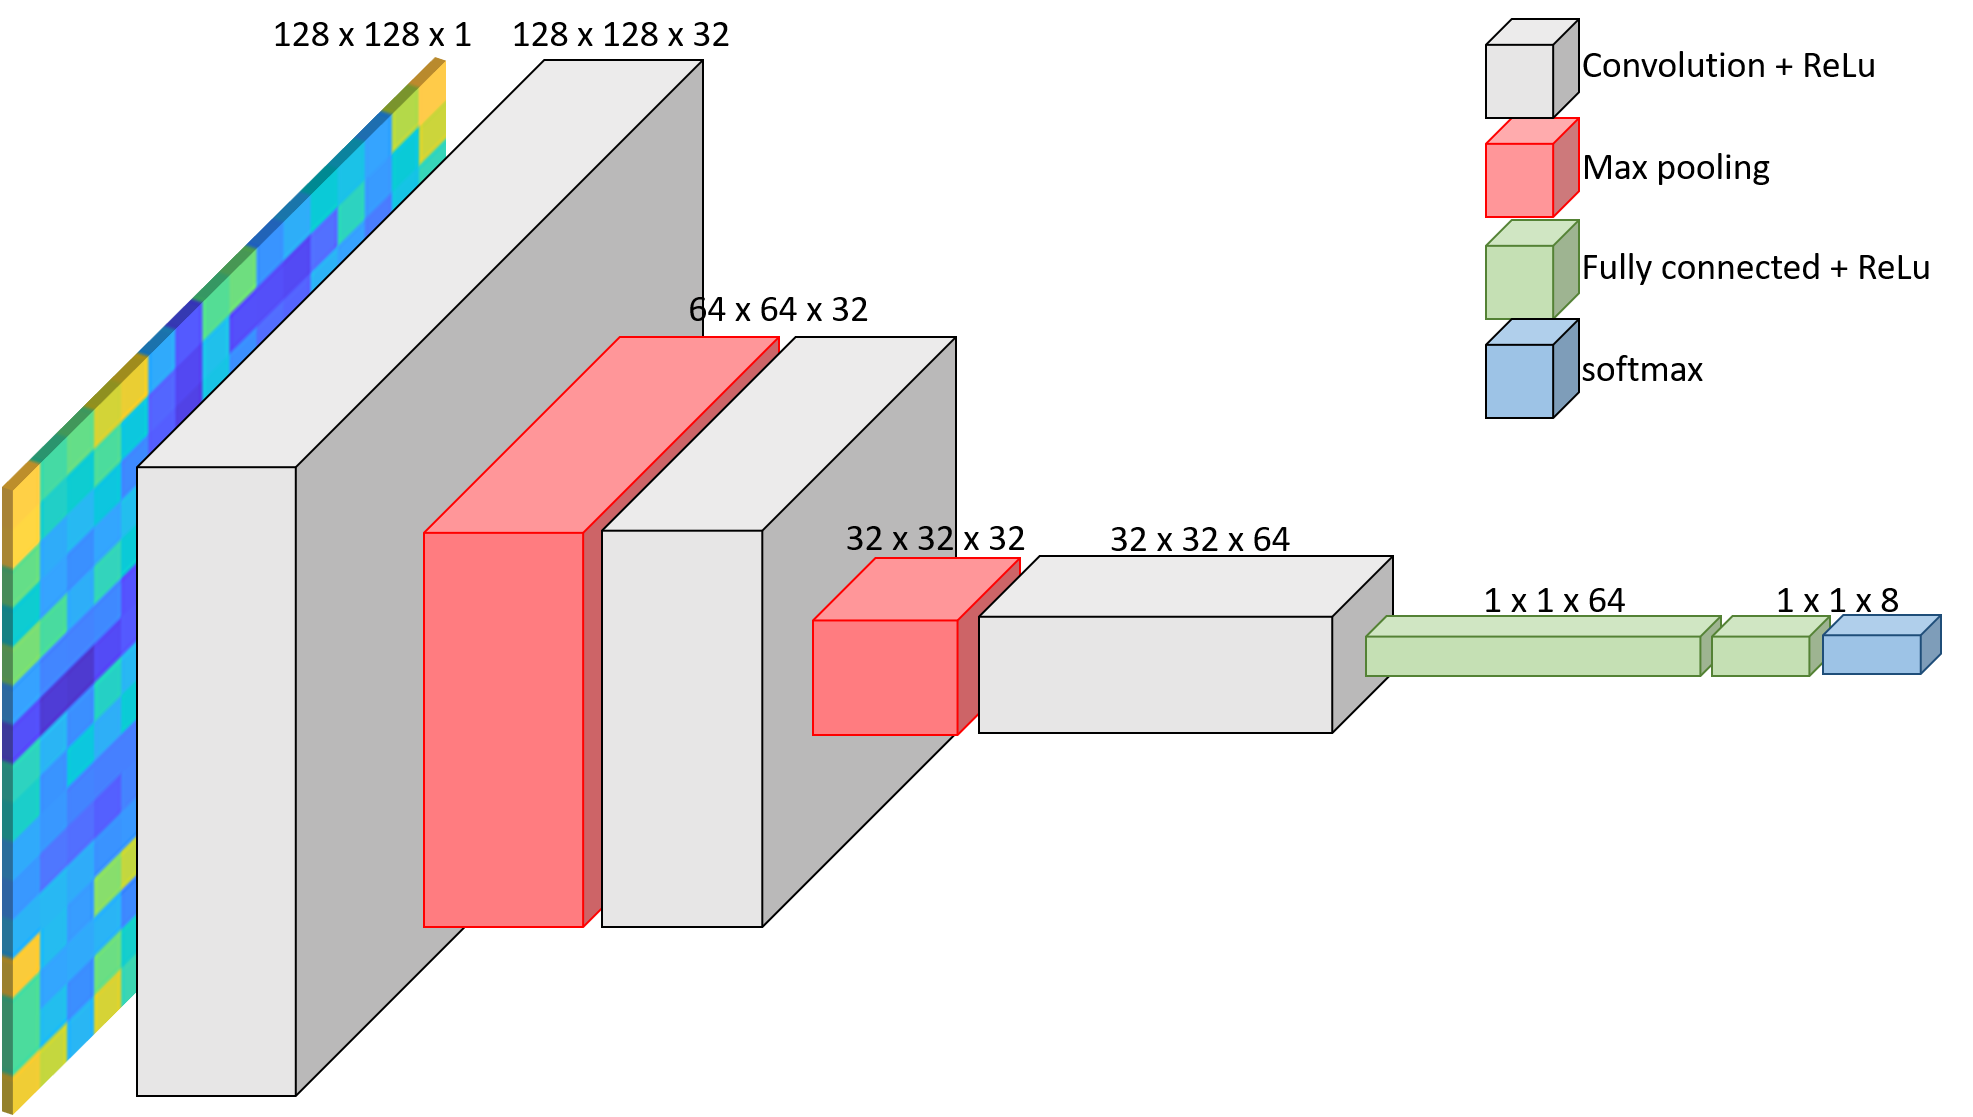 128 x 128 x 1
128 x 128 x 32
64 x 64 x 32
32 x 32 x 32
32 x 32 x 64
1 x 1 x 64
1 x 1 x 8
Convolution + ReLu
Max pooling
Fully connected + ReLu
softmax